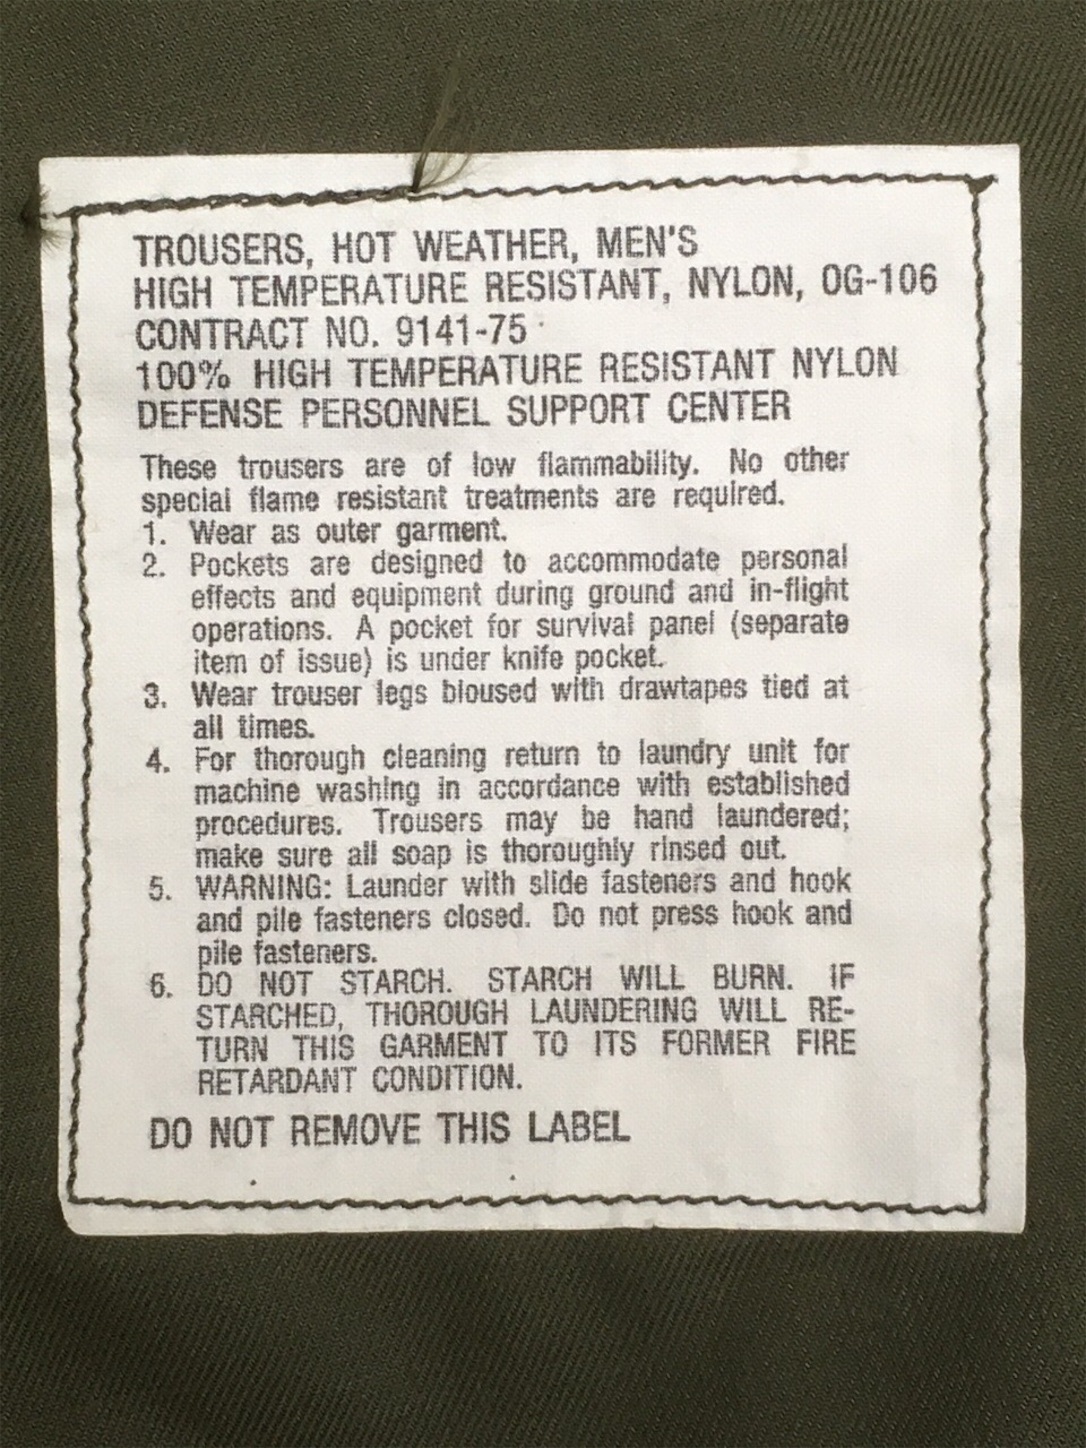 TROUSERS, HOT WEATHER, MEN'S
HIGH TEMPERATURE RESISTANT, NYLON, OG-106
CONTRACT NO. 9141-75
100% HIGH TEMPERATURE RESISTANT NYLON
DEFENSE PERSONNEL SUPPORT CENTER
These trousers are of low flammability. No other
special flame resistant treatments are required.
1. Wear as outer garment.
2. Pockets are designed to accommodate personal
effects and equipment during ground and in-flight
operations. A pocket for survival panel (separate
item of issue) is under knife pocket.
3. Wear trouser legs bloused with drawtapes tied at
all times.
4. For thorough cleaning return to laundry unit for
machine washing in accordance with established
procedures. Trousers may be hand laundered;
make sure all soap is thoroughly rinsed out.
5. WARNING: Launder with slide fasteners and hook
and pile fasteners closed. Do not press hook and
pile fasteners.
6. DO NOT STARCH. STARCH WILL BURN. IF
STARCHED, THOROUGH LAUNDERING WILL RE-
TURN THIS GARMENT TO ITS FORMER FIRE
RETARDANT CONDITION.
DO NOT REMOVE THIS LABEL